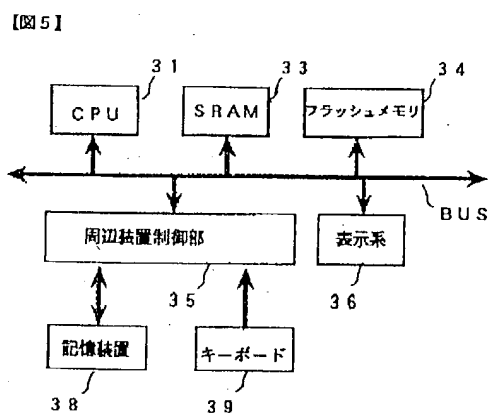 【図5】
31
33
34
CPU
SRAM
フラッシュメモリ
BUS
周辺装置制御部
表示系
35
36
記憶装置
キーボード
38
39